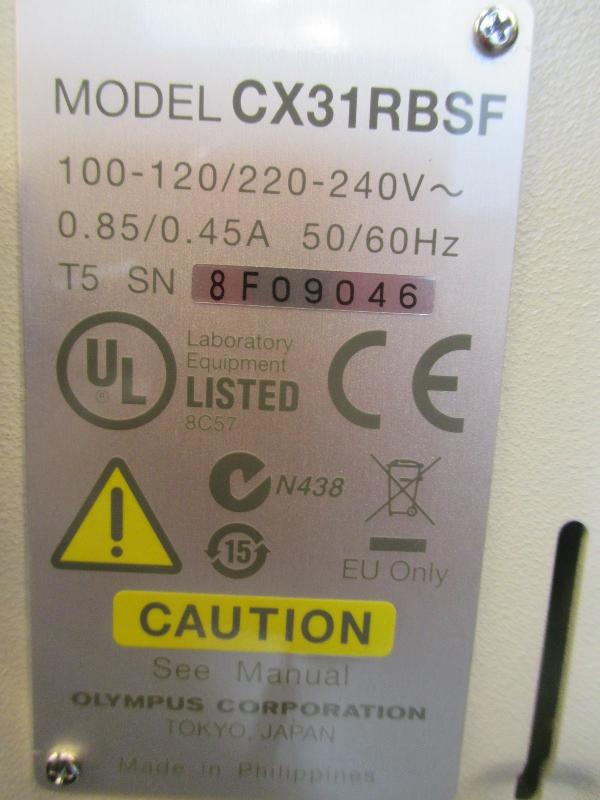 MODEL CX31RBSF
100-120/220-240V～
0.85/0.45A 50/60Hz
T5 SN 8F09046
UL ®
Laboratory
Equipment
LISTED
8C57
CE
N438
15
EU Only
CAUTION
See Manual
OLYMPUS CORPORATION
TOKYO, JAPAN
Made in Philippines